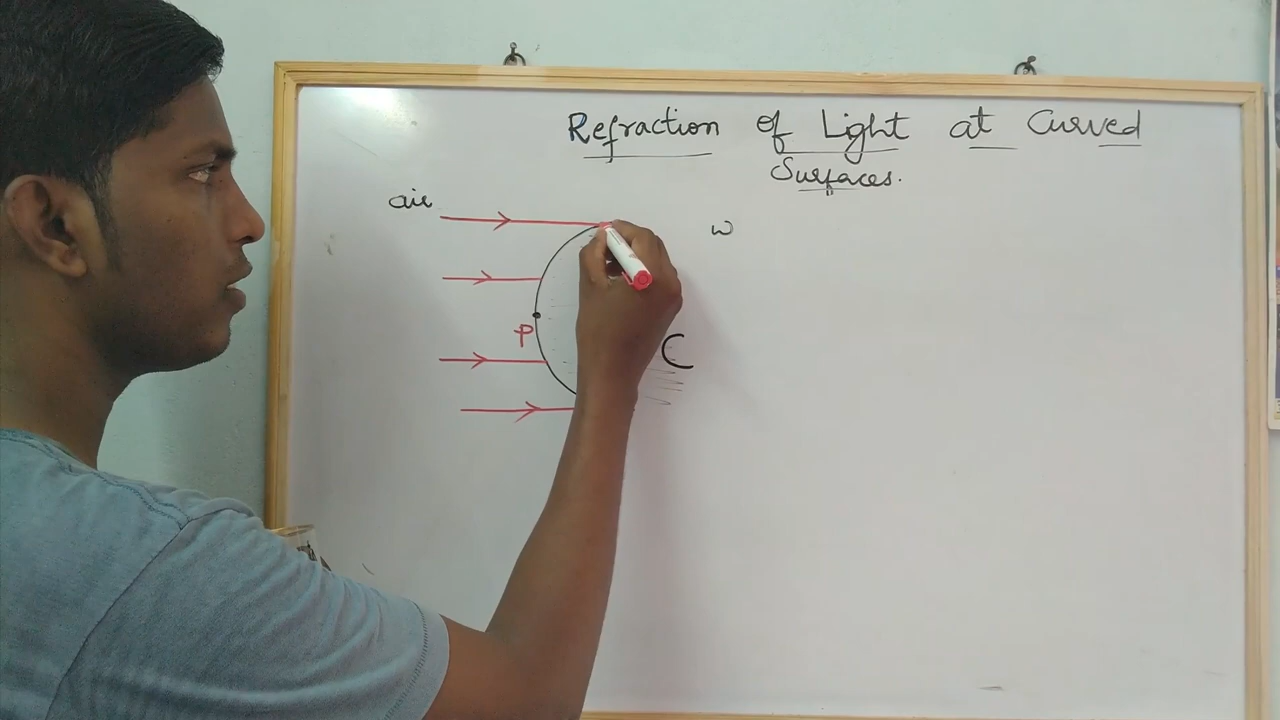 Refraction of Light at Curved
Surfaces.
air
w
P
C